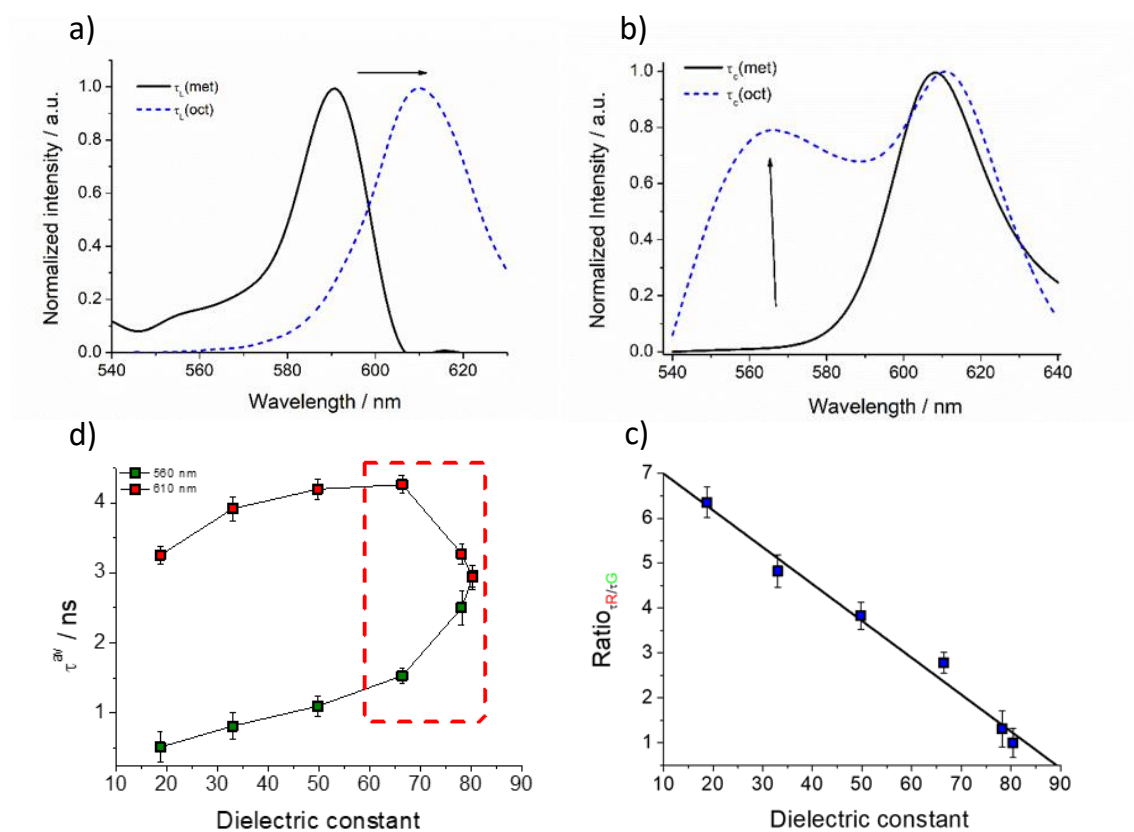 a)
τL(met)
τL(oct)
Normalized intensity / a.u.
1.0
0.8
0.6
0.4
0.2
0.0
540 560 580 600 620
Wavelength / nm
b)
τc(met)
τc(oct)
Normalized Intensity / a.u.
1.0
0.8
0.6
0.4
0.2
0.0
540 560 580 600 620 640
Wavelength / nm
d)
560 nm
610 nm
τav / ns
4
3
2
1
10 20 30 40 50 60 70 80 90
Dielectric constant
c)
RatioτR/τG
7
6
5
4
3
2
1
10 20 30 40 50 60 70 80 90
Dielectric constant